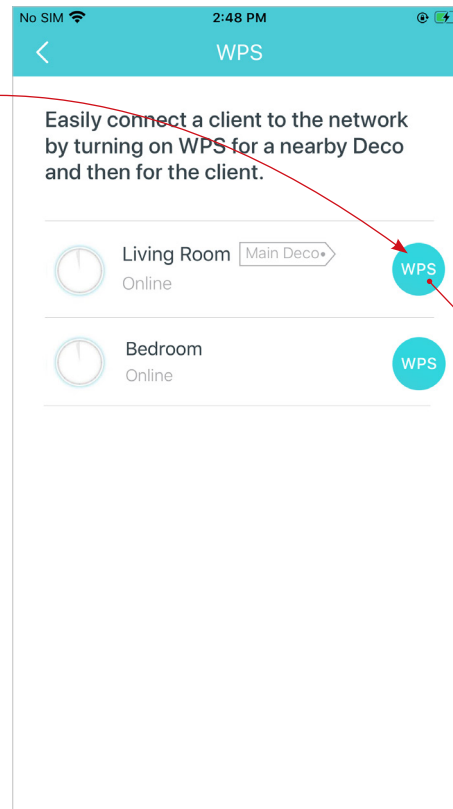 No SIM 2:48 PM
WPS
Easily connect a client to the network
by turning on WPS for a nearby Deco
and then for the client.
Living Room Main Deco
Online
WPS
Bedroom
Online
WPS